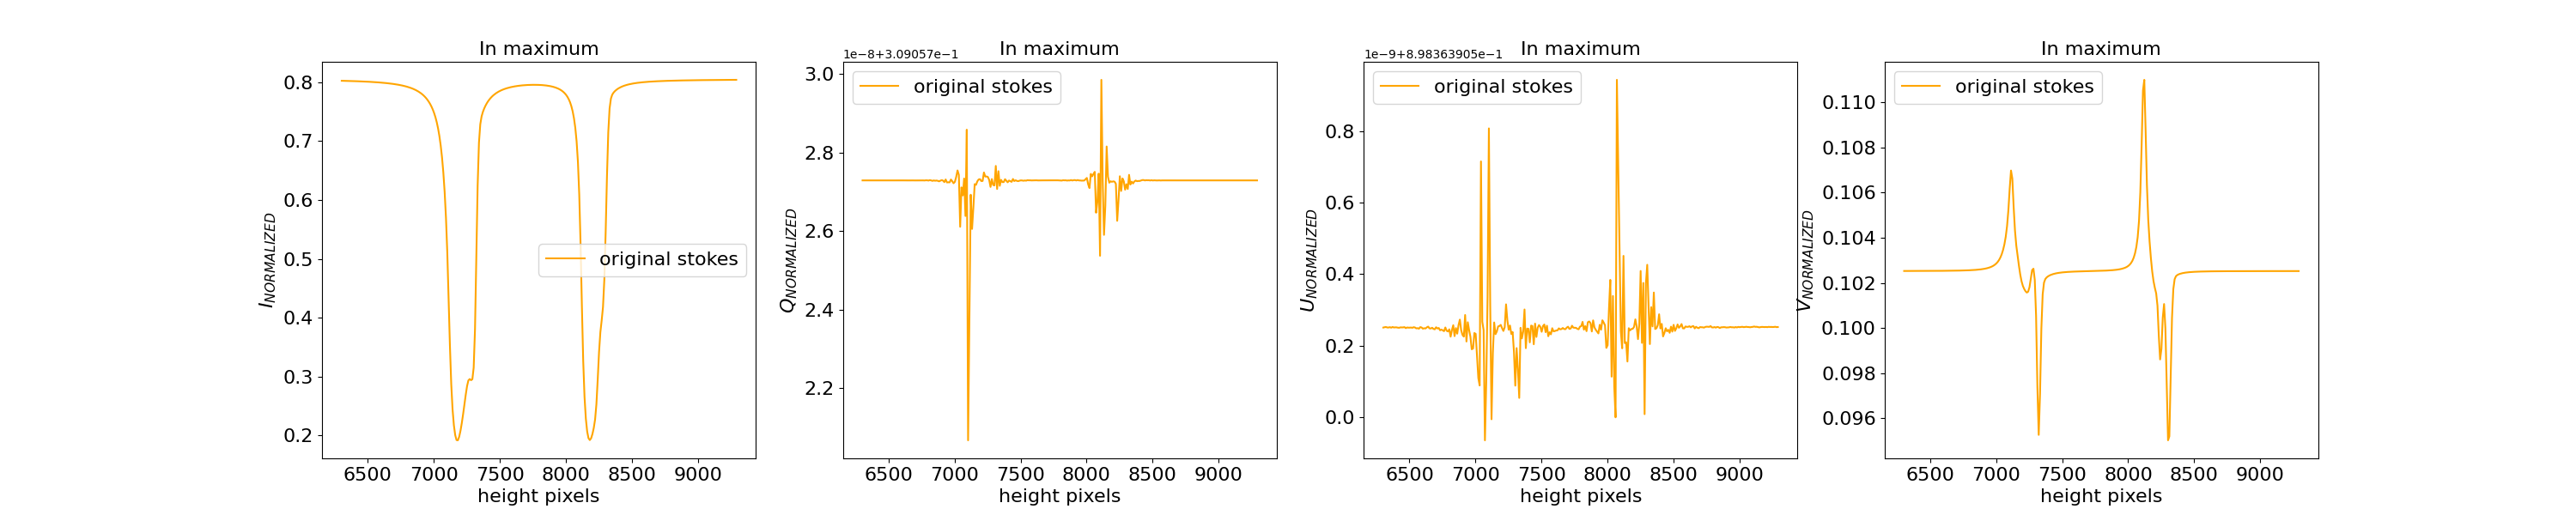 In maximum
0.8
0.7
0.6
0.5
0.4
0.3
0.2
I_NORMALIZED
original stokes
6500 7000 7500 8000 8500 9000
height pixels
1e−8+3.09057e−1 In maximum
3.0
2.8
2.6
2.4
2.2
Q_NORMALIZED
original stokes
6500 7000 7500 8000 8500 9000
height pixels
1e−9+8.98363905e−1 In maximum
0.8
0.6
0.4
0.2
0.0
U_NORMALIZED
original stokes
6500 7000 7500 8000 8500 9000
height pixels
In maximum
0.110
0.108
0.106
0.104
0.102
0.100
0.098
0.096
V_NORMALIZED
original stokes
6500 7000 7500 8000 8500 9000
height pixels